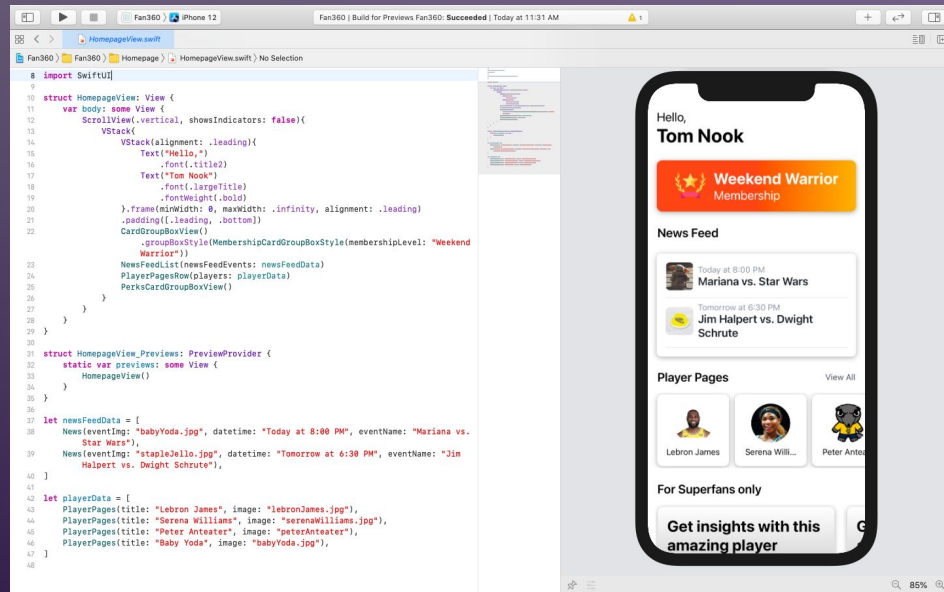 Fan360 〉 iPhone 12
Fan360 | Build for Previews Fan360: Succeeded | Today at 11:31 AM
1
HomepageView.swift
Fan360 〉 Fan360 〉 Homepage 〉 HomepageView.swift 〉 No Selection
8 import SwiftUI
9
10 struct HomepageView: View {
11 var body: some View {
12 ScrollView(.vertical, showsIndicators: false){
13 VStack{
14 VStack(alignment: .leading){
15 Text("Hello,")
16 .font(.title2)
17 Text("Tom Nook")
18 .font(.largeTitle)
19 .fontWeight(.bold)
20 }.frame(minWidth: 0, maxWidth: .infinity, alignment: .leading)
21 .padding([.leading, .bottom])
22 CardGroupBoxView()
.groupBoxStyle(MembershipCardGroupBoxStyle(membershipLevel: "Weekend
Warrior"))
23 NewsFeedList(newsFeedEvents: newsFeedData)
24 PlayerPagesRow(players: playerData)
25 PerksCardGroupBoxView()
26 }
27 }
28 }
29 }
30
31 struct HomepageView_Previews: PreviewProvider {
32 static var previews: some View {
33 HomepageView()
34 }
35 }
36
37 let newsFeedData = [
38 News(eventImg: "babyYoda.jpg", datetime: "Today at 8:00 PM", eventName: "Mariana vs.
Star Wars"),
39 News(eventImg: "stapleJello.jpg", datetime: "Tomorrow at 6:30 PM", eventName: "Jim
Halpert vs. Dwight Schrute"),
40 ]
41
42 let playerData = [
43 PlayerPages(title: "Lebron James", image: "lebronJames.jpg"),
44 PlayerPages(title: "Serena Williams", image: "serenaWilliams.jpg"),
45 PlayerPages(title: "Peter Anteater", image: "peterAnteater"),
46 PlayerPages(title: "Baby Yoda", image: "babyYoda.jpg"),
47 ]
48
Hello,
Tom Nook
Weekend Warrior
Membership
News Feed
Today at 8:00 PM
Mariana vs. Star Wars
Tomorrow at 6:30 PM
Jim Halpert vs. Dwight
Schrute
Player Pages View All
Lebron James Serena Willi... Peter Antea
For Superfans only
Get insights with this
amazing player
G
85%